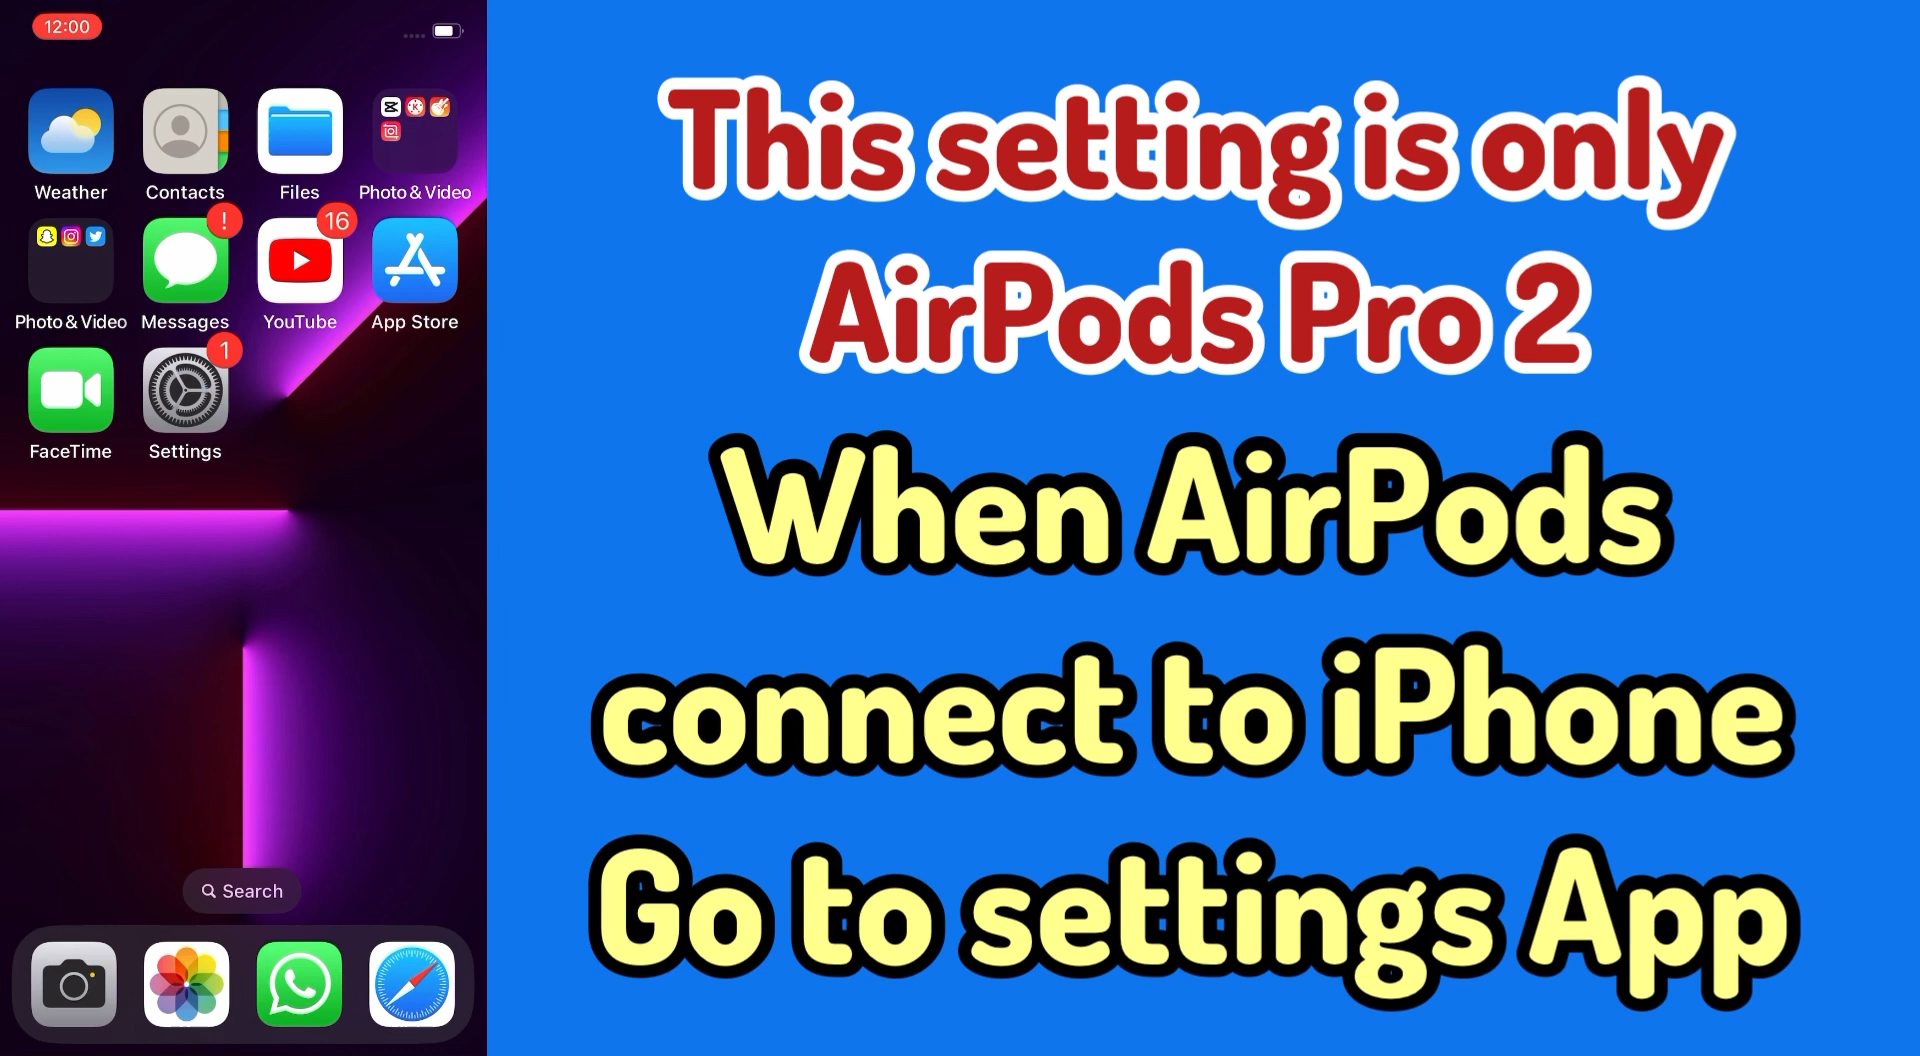 12:00
Weather
Contacts
Files
Photo & Video
Photo & Video
!
Messages
16
YouTube
App Store
FaceTime
1
Settings
Search
This setting is only
AirPods Pro 2
When AirPods
connect to iPhone
Go to settings App